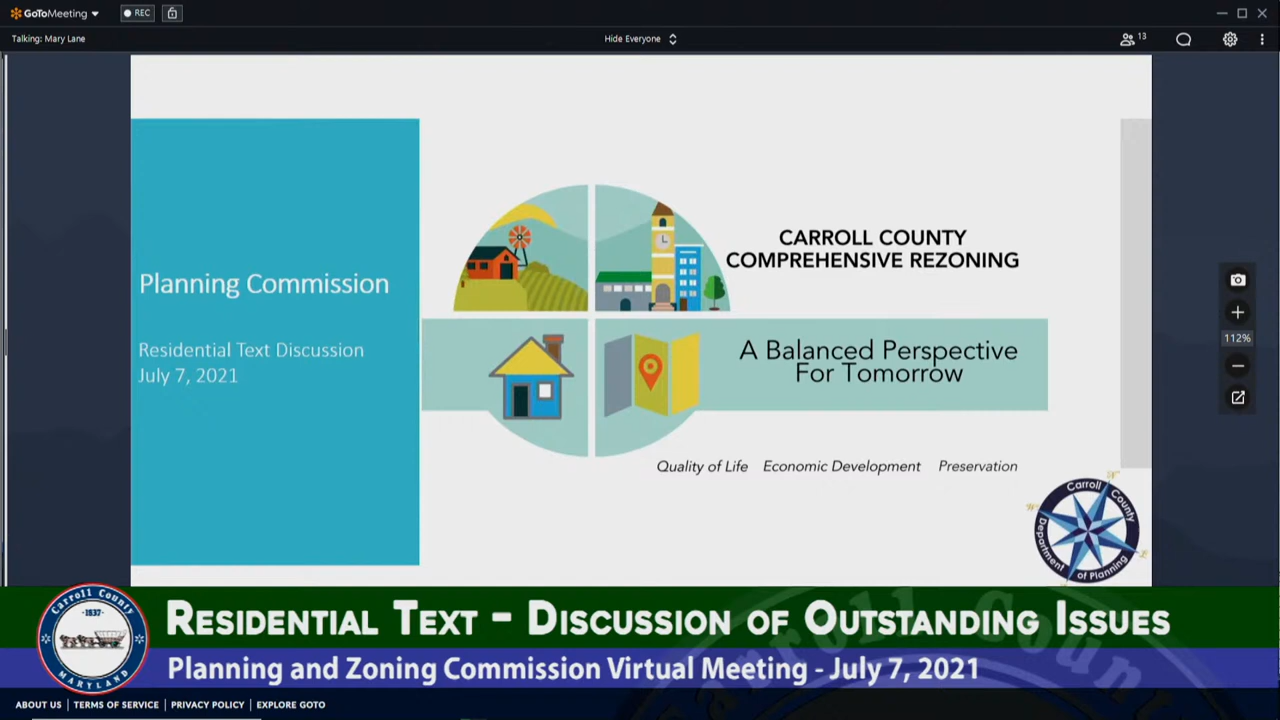 GoToMeeting
REC
Talking: Mary Lane
Hide Everyone
13
Planning Commission
Residential Text Discussion
July 7, 2021
CARROLL COUNTY
COMPREHENSIVE REZONING
A Balanced Perspective
For Tomorrow
Quality of Life Economic Development Preservation
112%
Carroll County
Department of Planning
Carroll County
1837
MARYLAND
RESIDENTIAL TEXT – DISCUSSION OF OUTSTANDING ISSUES
Planning and Zoning Commission Virtual Meeting - July 7, 2021
ABOUT US | TERMS OF SERVICE | PRIVACY POLICY | EXPLORE GOTO